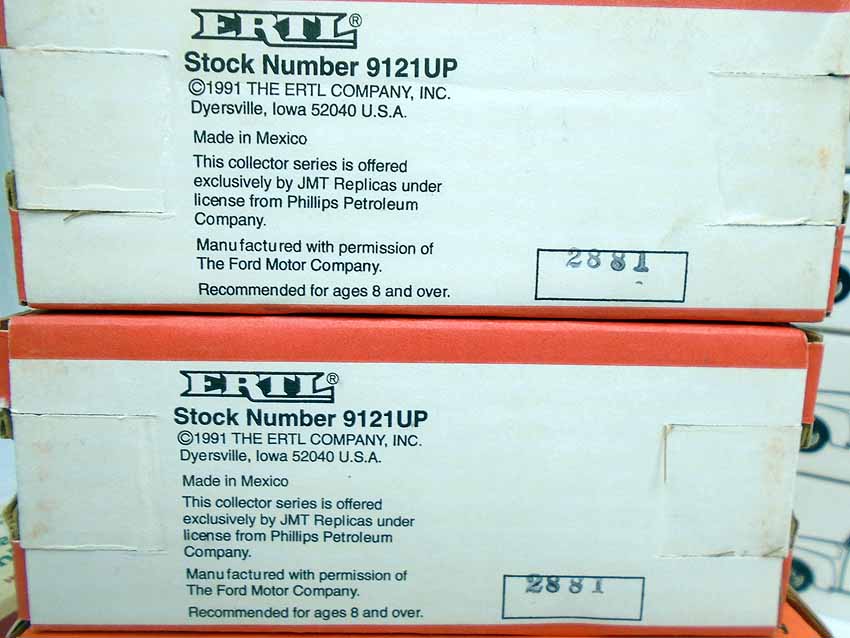 ERTL®
Stock Number 9121UP
©1991 THE ERTL COMPANY, INC.
Dyersville, Iowa 52040 U.S.A.
Made in Mexico
This collector series is offered
exclusively by JMT Replicas under
license from Phillips Petroleum
Company.
Manufactured with permission of
The Ford Motor Company.
Recommended for ages 8 and over.
2881
ERTL®
Stock Number 9121UP
©1991 THE ERTL COMPANY, INC.
Dyersville, Iowa 52040 U.S.A.
Made in Mexico
This collector series is offered
exclusively by JMT Replicas under
license from Phillips Petroleum
Company.
Manufactured with permission of
The Ford Motor Company.
Recommended for ages 8 and over.
2881